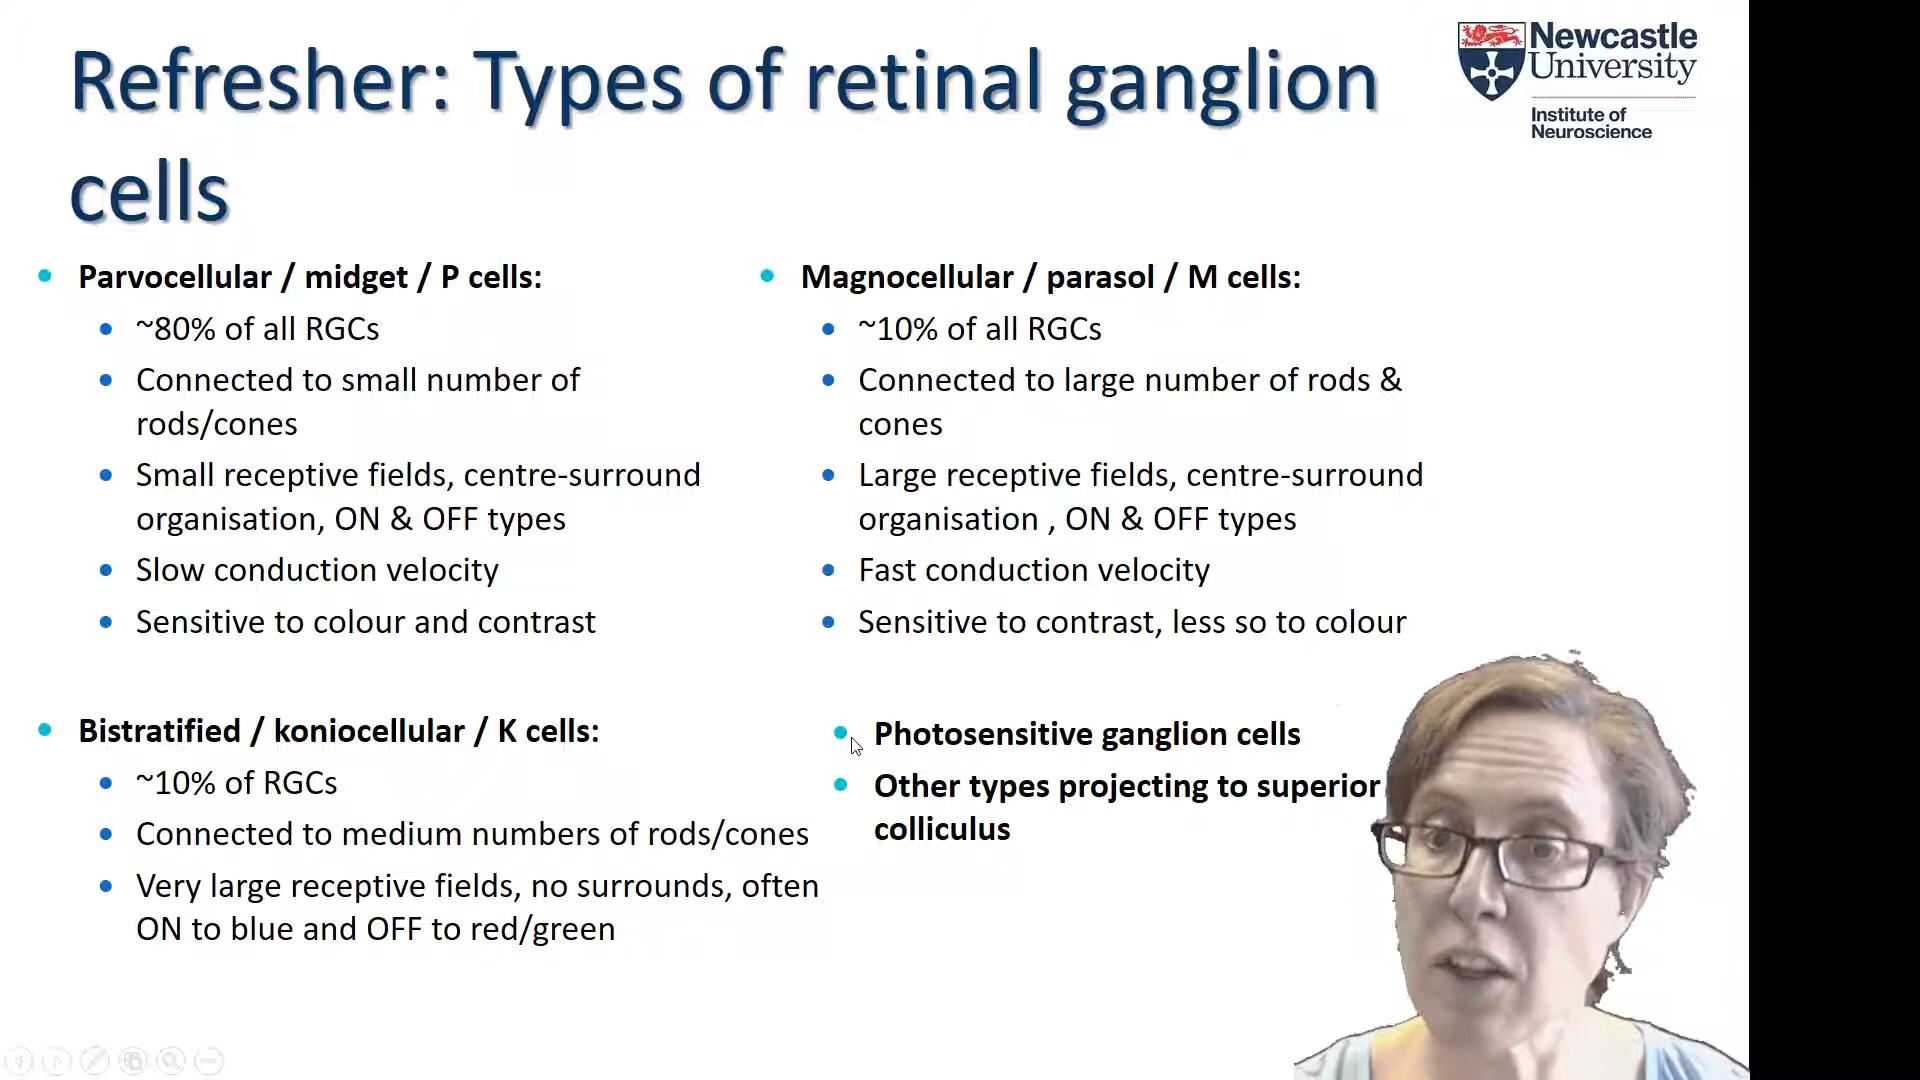 Refresher: Types of retinal ganglion
cells
Newcastle
University
Institute of
Neuroscience
Parvocellular / midget / P cells:
~80% of all RGCs
Connected to small number of
rods/cones
Small receptive fields, centre-surround
organisation, ON & OFF types
Slow conduction velocity
Sensitive to colour and contrast
Magnocellular / parasol / M cells:
~10% of all RGCs
Connected to large number of rods &
cones
Large receptive fields, centre-surround
organisation , ON & OFF types
Fast conduction velocity
Sensitive to contrast, less so to colour
Bistratified / koniocellular / K cells:
~10% of RGCs
Connected to medium numbers of rods/cones
Very large receptive fields, no surrounds, often
ON to blue and OFF to red/green
Photosensitive ganglion cells
Other types projecting to superior
colliculus